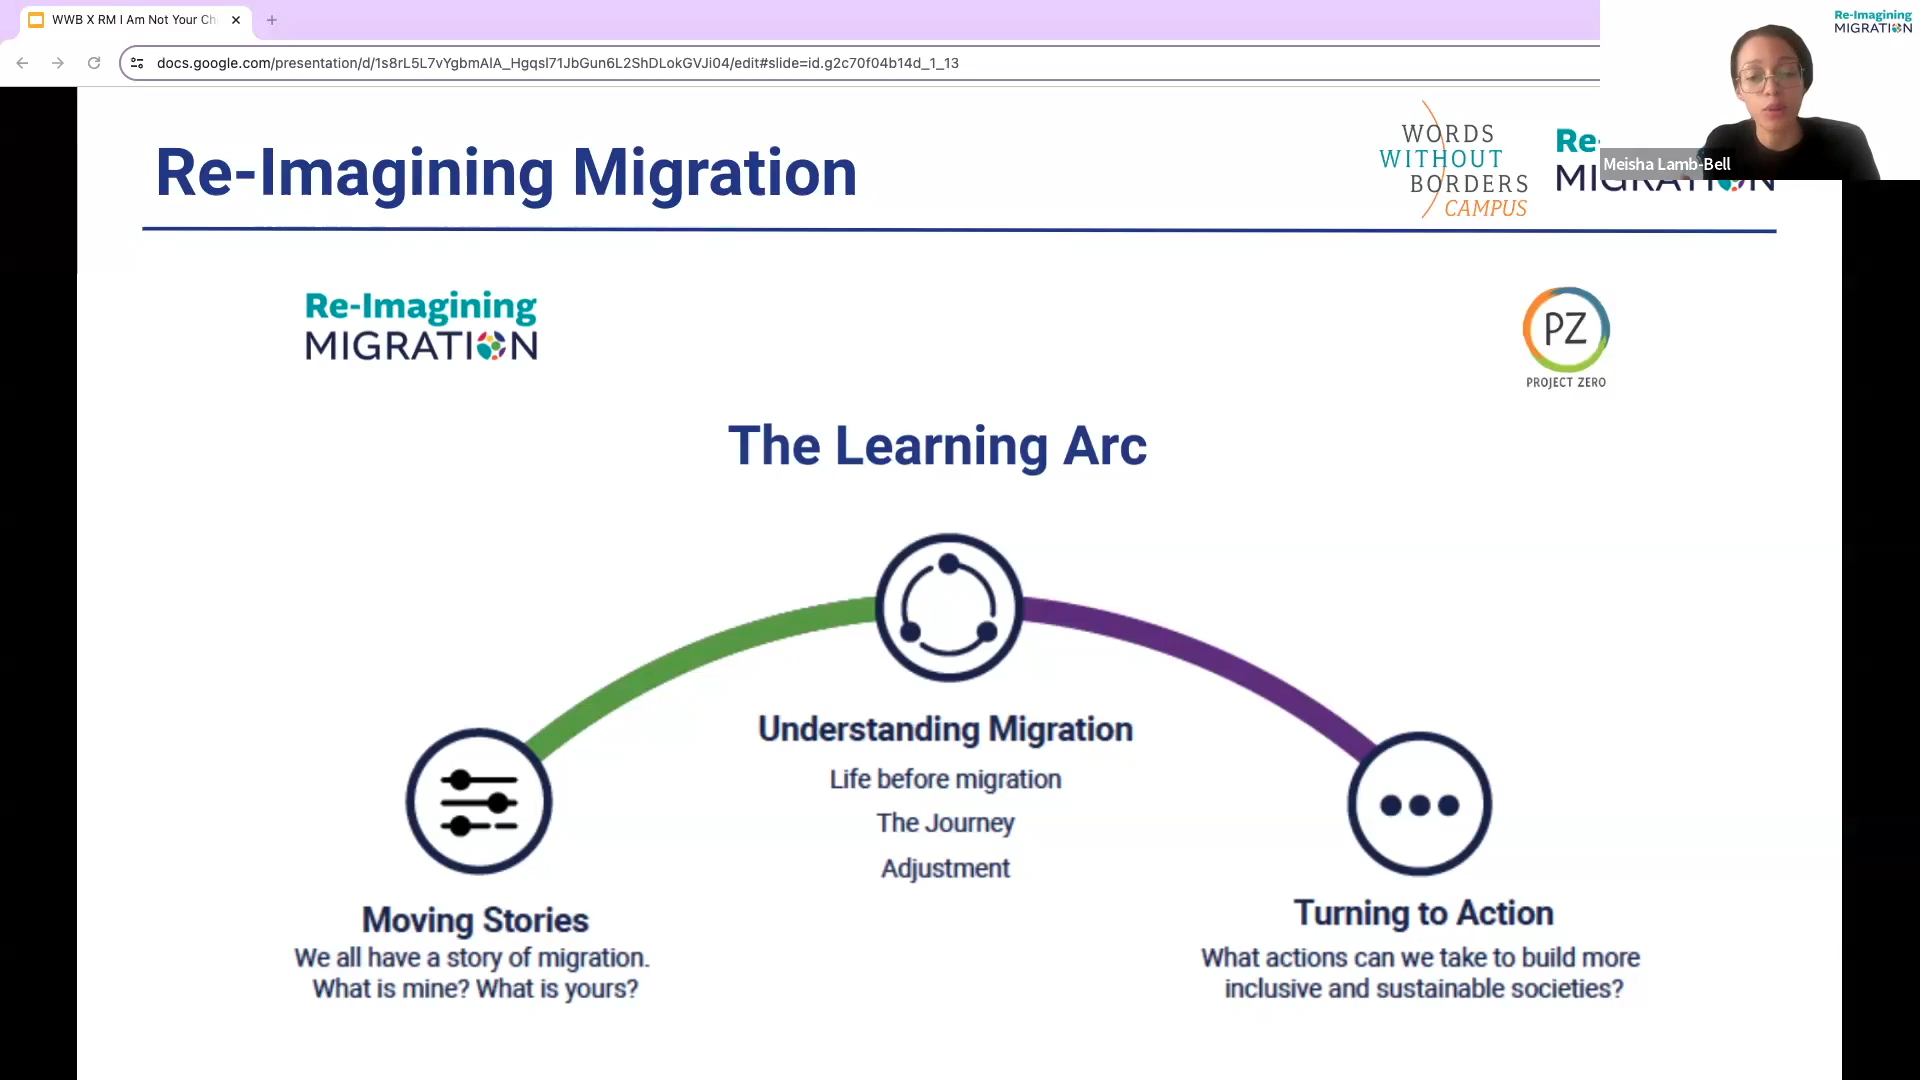 WWB X RM I Am Not Your Ch
docs.google.com/presentation/d/1s8rL5L7vYgbmAIA_HgqsI71JbGun6L2ShDLokGVJi04/edit#slide=id.g2c70f04b14d_1_13
Re-Imagining
MIGRATION
Meisha Lamb-Bell
Re-Imagining Migration
WORDS
WITHOUT
BORDERS
CAMPUS
Re-
MIGRATION
Re-Imagining
MIGRATION
PZ
PROJECT ZERO
The Learning Arc
Understanding Migration
Life before migration
The Journey
Adjustment
Moving Stories
We all have a story of migration.
What is mine? What is yours?
Turning to Action
What actions can we take to build more
inclusive and sustainable societies?